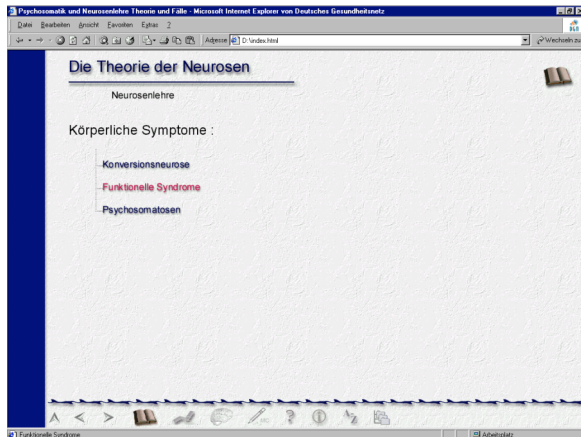 Psychosomatik und Neurosenlehre Theorie und Fälle - Microsoft Internet Explorer von Deutsches Gesundheitsnetz
Datei Bearbeiten Ansicht Favoriten Extras ?
Adresse D:\index.html Wechseln zu
Die Theorie der Neurosen
Neurosenlehre
Körperliche Symptome :
Konversionsneurose
Funktionelle Syndrome
Psychosomatosen
Funktionelle Syndrome Arbeitsplatz